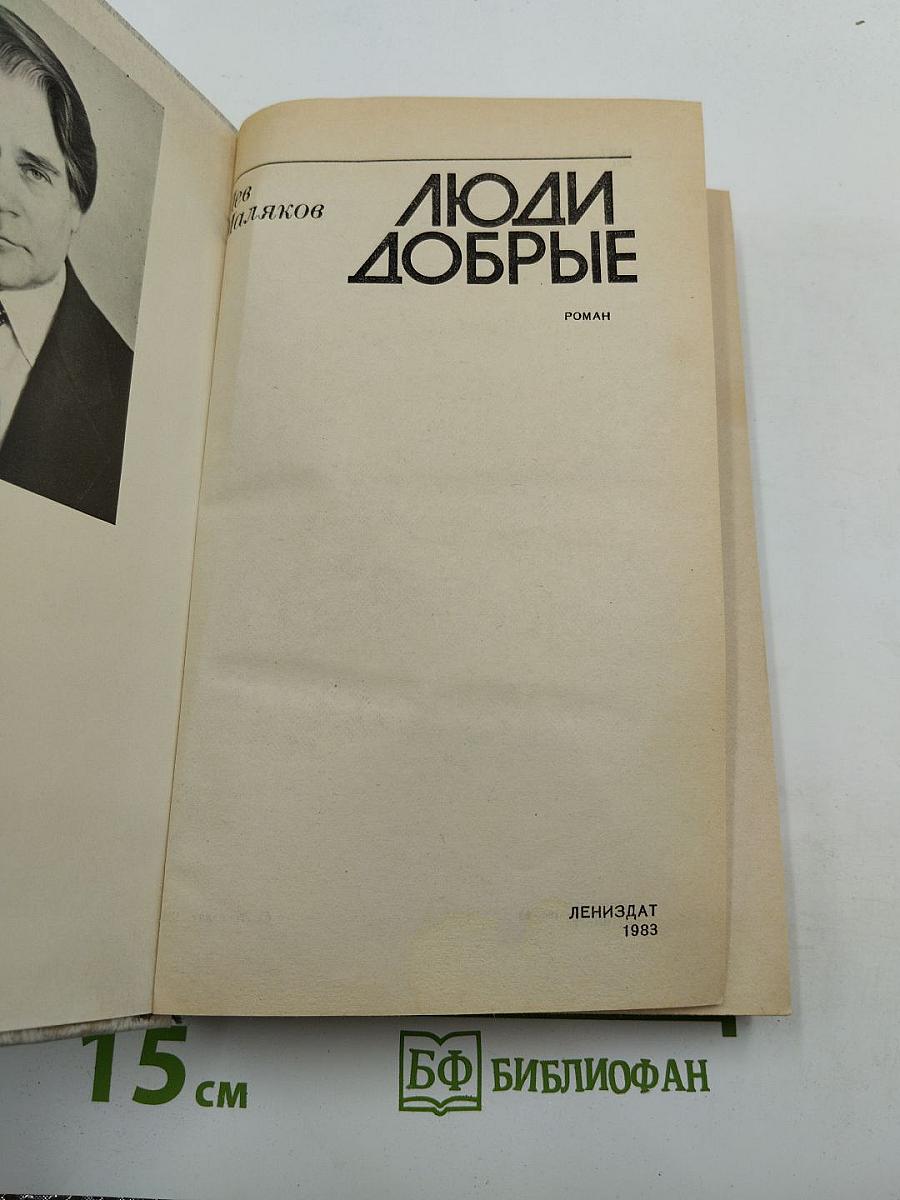 Маляков
ЛЮДИ
ДОБРЫЕ
РОМАН
ЛЕНИЗДАТ
1983
15 см
БФ БИБЛИОФАН